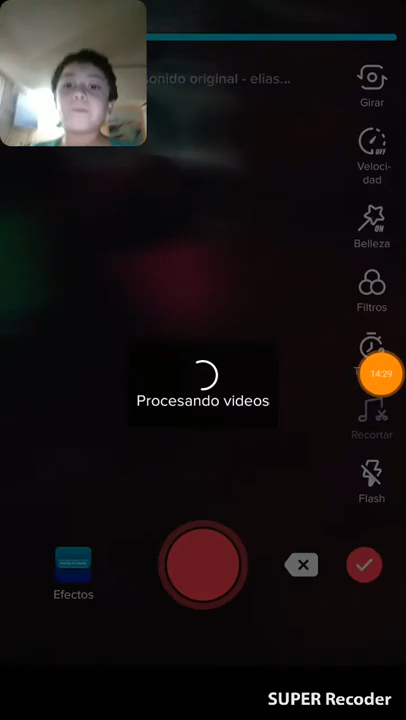 sonido original - elias...
Girar
OFF
Veloci-
dad
ON
Belleza
Filtros
14:29
Procesando videos
Recortar
Flash
Efectos
SUPER Recoder